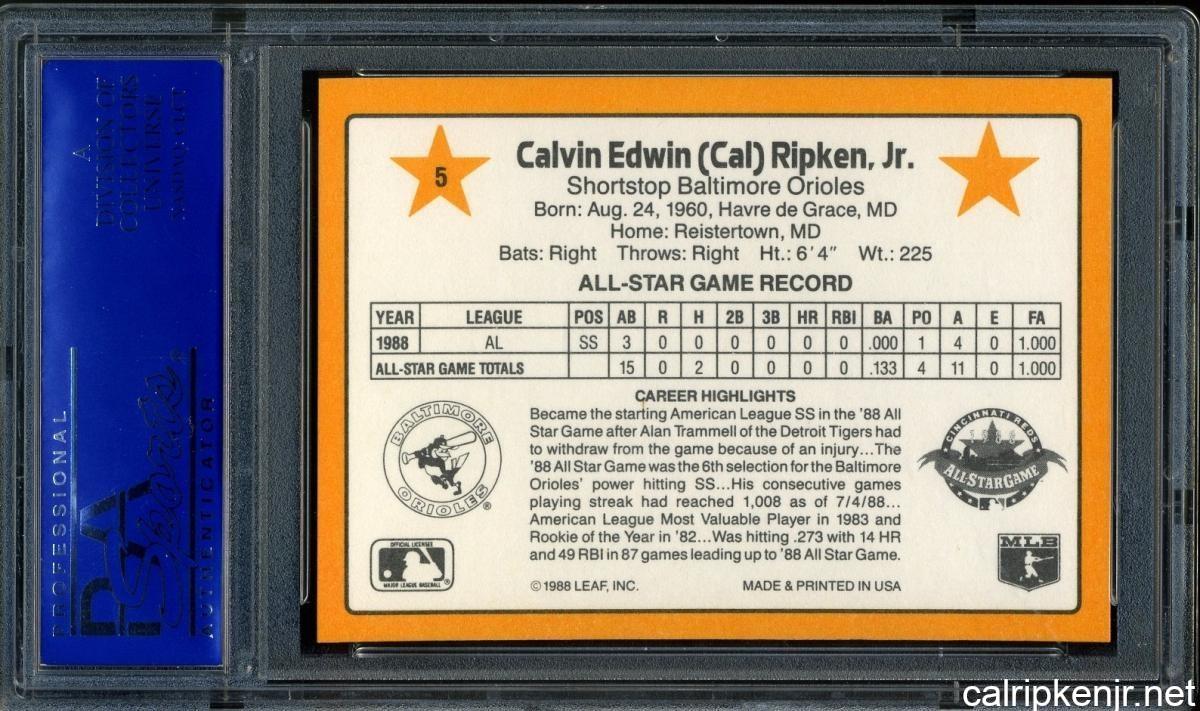 A
DIVISION OF
COLLECTORS
UNIVERSE
NASDAQ: CLCT
PROFESSIONAL
PSA
Sports
AUTHENTICATOR
5
Calvin Edwin (Cal) Ripken, Jr.
Shortstop Baltimore Orioles
Born: Aug. 24, 1960, Havre de Grace, MD
Home: Reistertown, MD
Bats: Right Throws: Right Ht.: 6'4" Wt.: 225
ALL-STAR GAME RECORD
YEAR LEAGUE POS AB R H 2B 3B HR RBI BA PO A E FA
1988 AL SS 3 0 0 0 0 0 0 .000 1 4 0 1.000
ALL-STAR GAME TOTALS 15 0 2 0 0 0 0 .133 4 11 0 1.000
CAREER HIGHLIGHTS
Became the starting American League SS in the '88 All
Star Game after Alan Trammell of the Detroit Tigers had
to withdraw from the game because of an injury...The
'88 All Star Game was the 6th selection for the Baltimore
Orioles' power hitting SS...His consecutive games
playing streak had reached 1,008 as of 7/4/88...
American League Most Valuable Player in 1983 and
Rookie of the Year in '82...Was hitting .273 with 14 HR
and 49 RBI in 87 games leading up to '88 All Star Game.
© 1988 LEAF, INC. MADE & PRINTED IN USA
BALTIMORE
ORIOLES
®
OFFICIAL LICENSEE
MAJOR LEAGUE BASEBALL
®
CINCINNATI REDS
1988
ALL-STAR GAME
MLB
calripkenjr.net